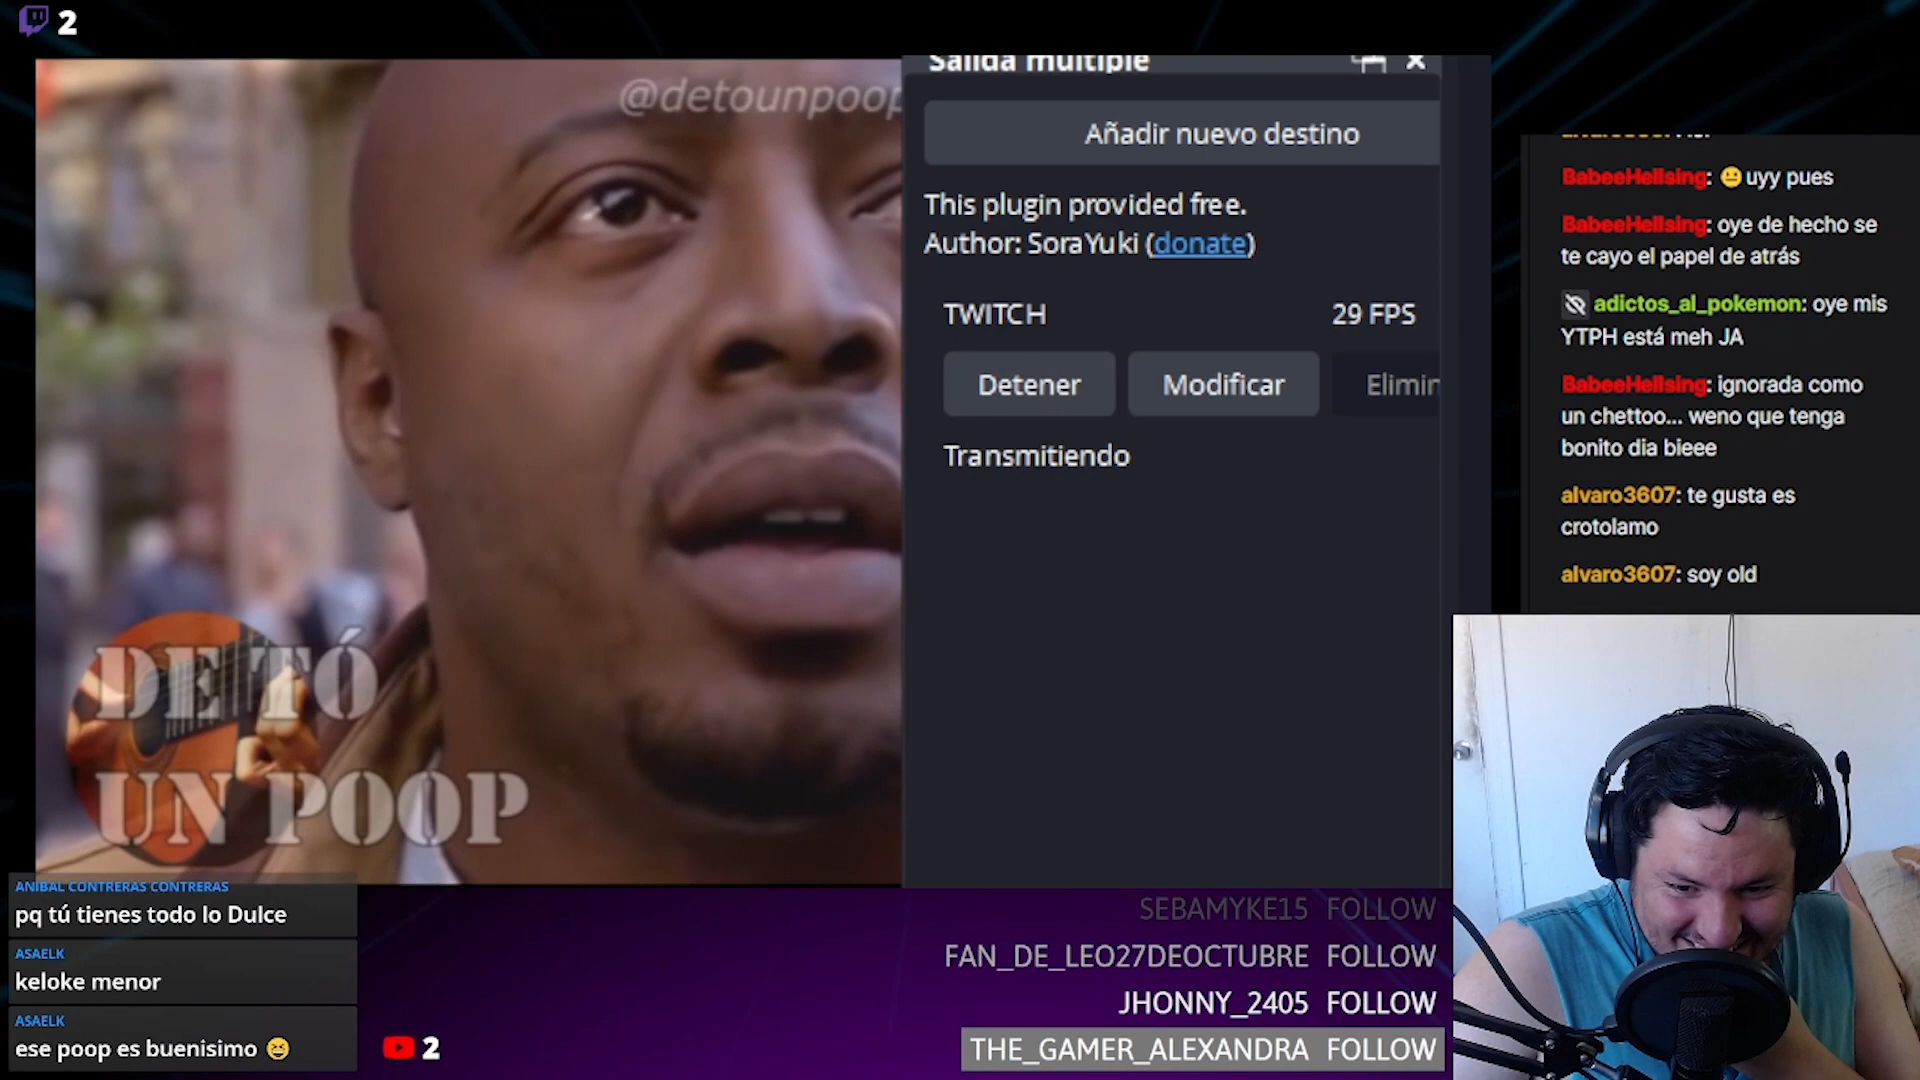 2
@detounpoop
Salida multiple
Añadir nuevo destino
This plugin provided free.
Author: SoraYuki (donate)
TWITCH 29 FPS
Detener Modificar Elimin
Transmitiendo
BabeeHellsing: 😐uyy pues
BabeeHellsing: oye de hecho se
te cayo el papel de atrás
adictos_al_pokemon: oye mis
YTPH está meh JA
BabeeHellsing: ignorada como
un chettoo... weno que tenga
bonito dia bieee
alvaro3607: te gusta es
crotolamo
alvaro3607: soy old
DE TÓ
UN POOP
ANIBAL CONTRERAS CONTRERAS
pq tú tienes todo lo Dulce
ASAELK
keloke menor
ASAELK
ese poop es buenisimo 😆
2
SEBAMYKE15 FOLLOW
FAN_DE_LEO27DEOCTUBRE FOLLOW
JHONNY_2405 FOLLOW
THE_GAMER_ALEXANDRA FOLLOW